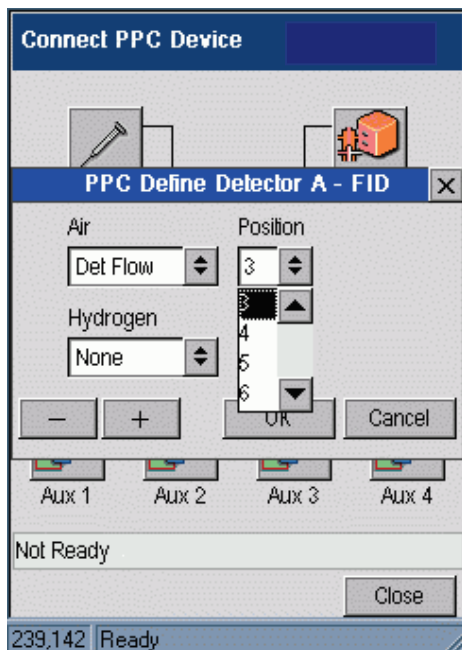 Connect PPC Device
PPC Define Detector A - FID
Air
Position
Det Flow
3
Hydrogen
3
4
None
5
6
- +
OK
Cancel
Aux 1
Aux 2
Aux 3
Aux 4
Not Ready
Close
239,142
Ready